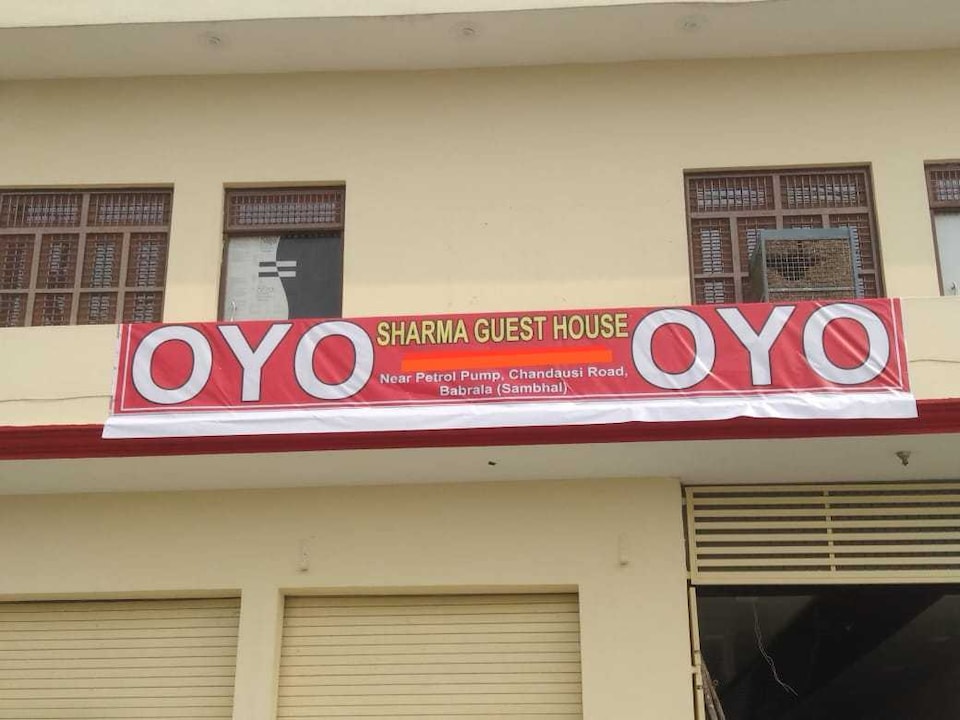 OYO
SHARMA GUEST HOUSE
Near Petrol Pump, Chandausi Road,
Babrala (Sambhal)
OYO